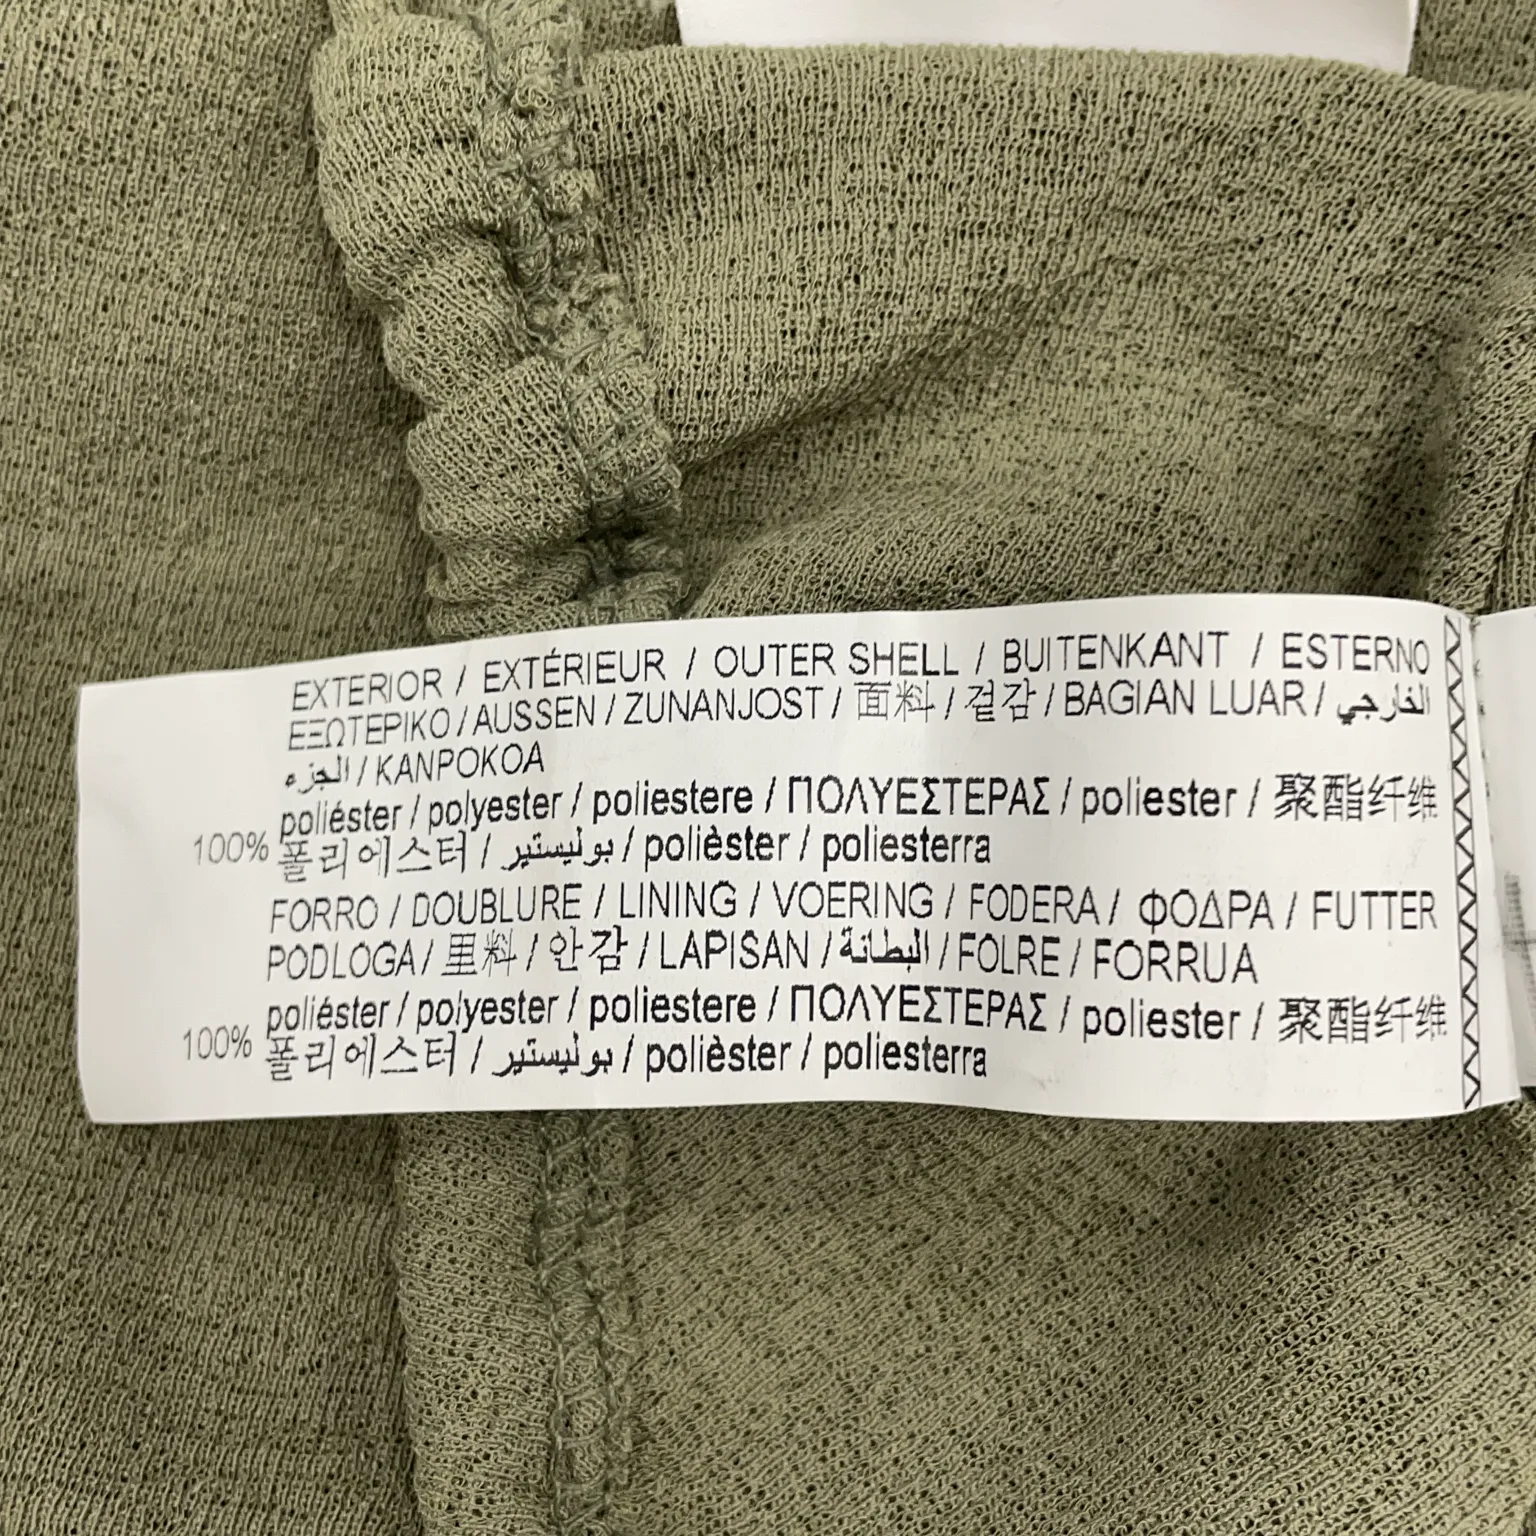 EXTERIOR / EXTÉRIEUR / OUTER SHELL / BUITENKANT / ESTERNO
ΕΞΩΤΕΡΙΚΟ / AUSSEN / ZUNANJOST / 面料 / 겉감 / BAGIAN LUAR / الخارجي
الجزء / KANPOKOA
poliéster / polyester / poliestere / ΠΟΛΥΕΣΤΕΡΑΣ / poliester / 聚酯纤维
100% 폴리에스터 / بوليستير / polièster / poliesterra
FORRO / DOUBLURE / LINING / VOERING / FODERA / ΦΟΔΡΑ / FUTTER
PODLOGA / 里料 / 안감 / LAPISAN / البطانة / FOLRE / FORRUA
poliéster / polyester / poliestere / ΠΟΛΥΕΣΤΕΡΑΣ / poliester / 聚酯纤维
100% 폴리에스터 / بوليستير / polièster / poliesterra